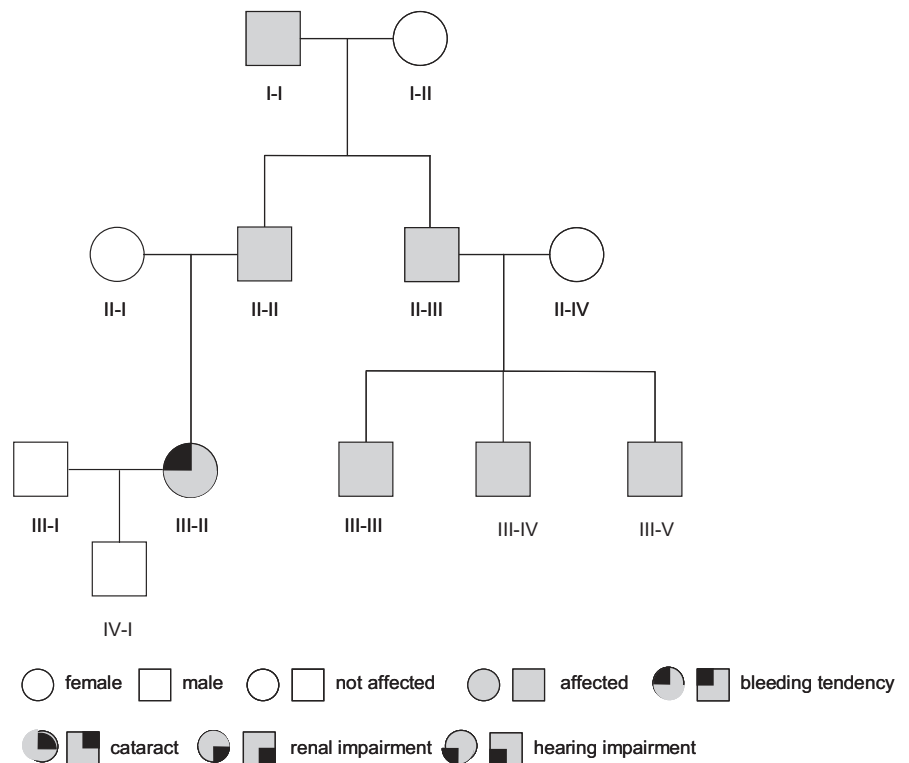 I-I I-II
II-I II-II II-III II-IV
III-I III-II III-III III-IV III-V
IV-I
female male not affected affected bleeding tendency
cataract renal impairment hearing impairment